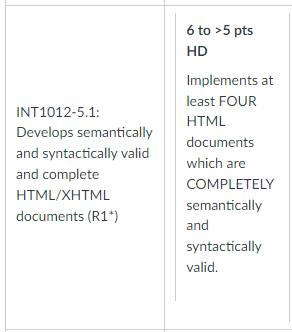 INT1012-5.1:
Develops semantically
and syntactically valid
and complete
HTML/XHTML
documents (R1*)
6 to >5 pts
HD
Implements at
least FOUR
HTML
documents
which are
COMPLETELY
semantically
and
syntactically
valid.